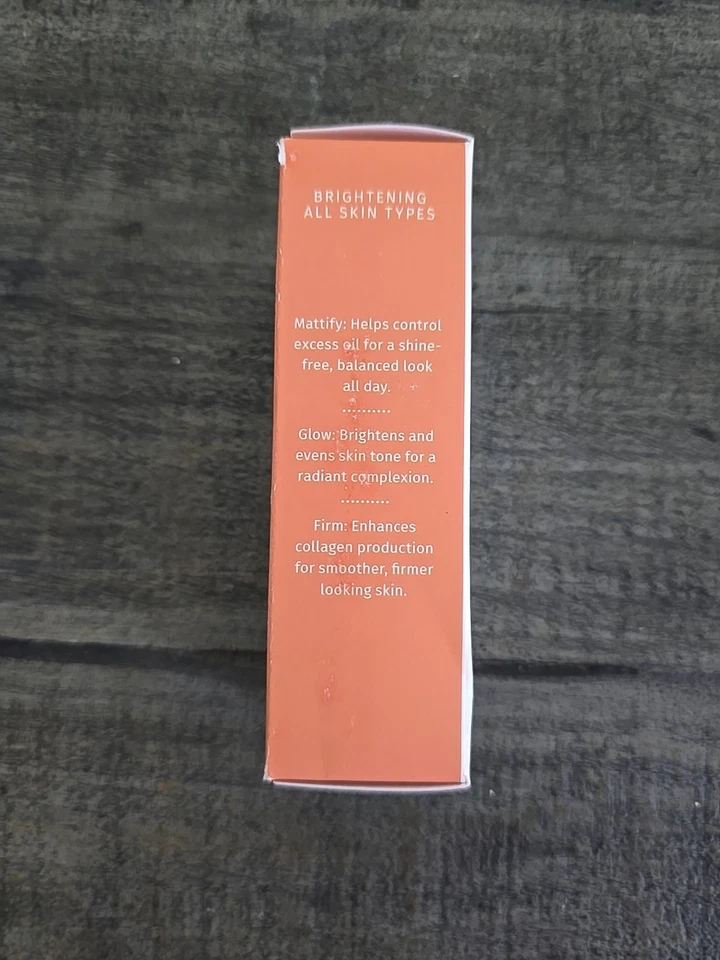 BRIGHTENING
ALL SKIN TYPES
Mattify: Helps control
excess oil for a shine-
free, balanced look
all day.
Glow: Brightens and
evens skin tone for a
radiant complexion.
Firm: Enhances
collagen production
for smoother, firmer
looking skin.